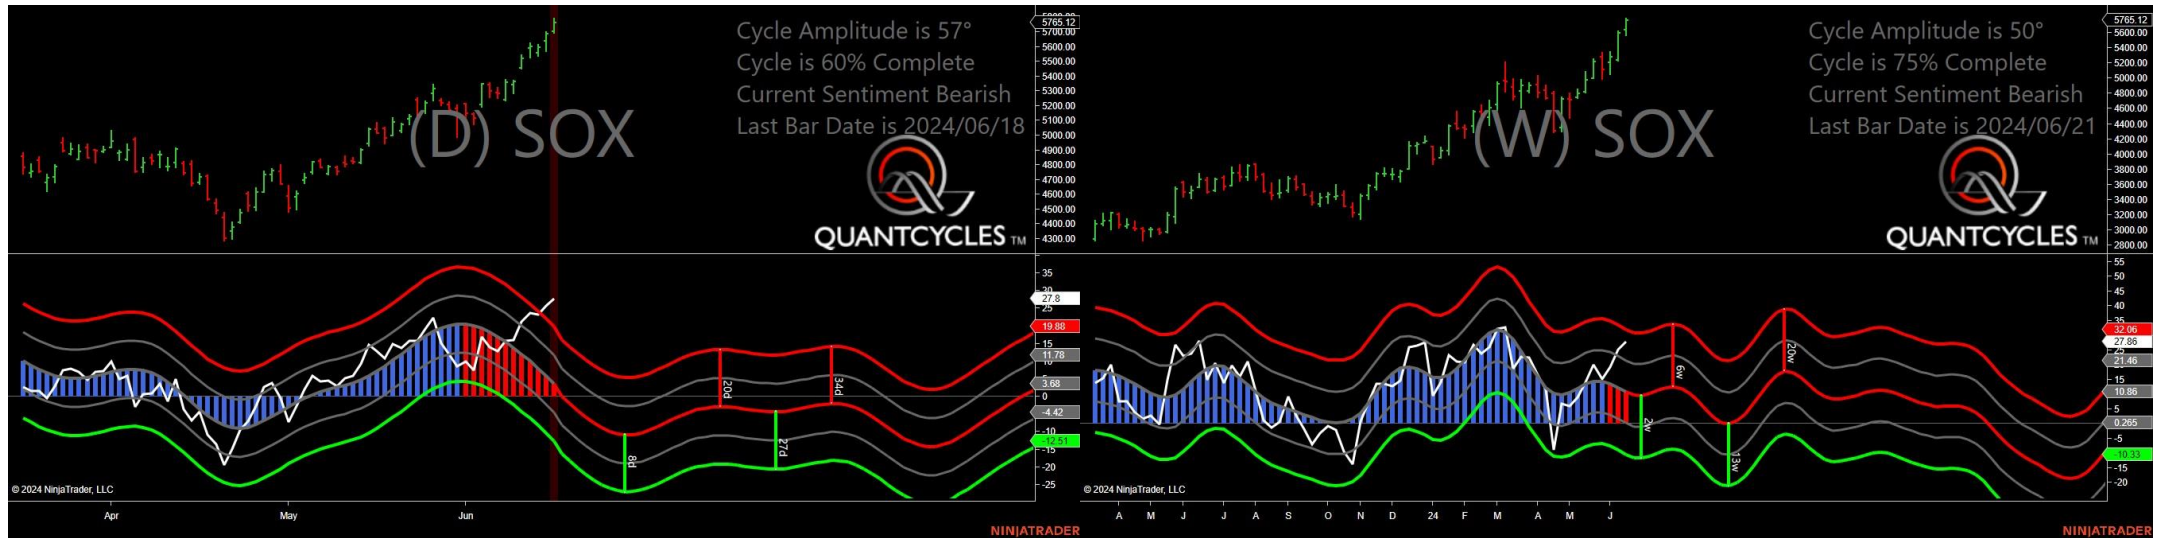 Cycle Amplitude is 57°
Cycle is 60% Complete
Current Sentiment Bearish
Last Bar Date is 2024/06/18
(D) SOX
QUANTCYCLES TM
5765.12
5700.00
5600.00
5500.00
5400.00
5300.00
5200.00
5100.00
5000.00
4900.00
4800.00
4700.00
4600.00
4500.00
4400.00
4300.00
35
30
27.8
25
19.88
15
11.78
3.68
0
-4.42
-10
-12.51
-15
-20
-25
8d
20d
27d
34d
© 2024 NinjaTrader, LLC
Apr May Jun
NINJATRADER
Cycle Amplitude is 50°
Cycle is 75% Complete
Current Sentiment Bearish
Last Bar Date is 2024/06/21
(W) SOX
QUANTCYCLES TM
5765.12
5600.00
5400.00
5200.00
5000.00
4800.00
4600.00
4400.00
4200.00
4000.00
3800.00
3600.00
3400.00
3200.00
3000.00
2800.00
55
50
45
40
35
32.06
27.86
25
21.46
15
10.86
5
0.265
-5
-10.33
-15
-20
2w
6w
13w
20w
© 2024 NinjaTrader, LLC
A M J J A S O N D 24 F M A M J
NINJATRADER